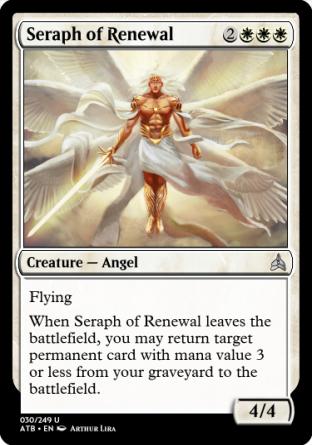 Seraph of Renewal 2
Creature — Angel
Flying
When Seraph of Renewal leaves the
battlefield, you may return target
permanent card with mana value 3
or less from your graveyard to the
battlefield.
4/4
030/249 U
ATB • EN Arthur Lira